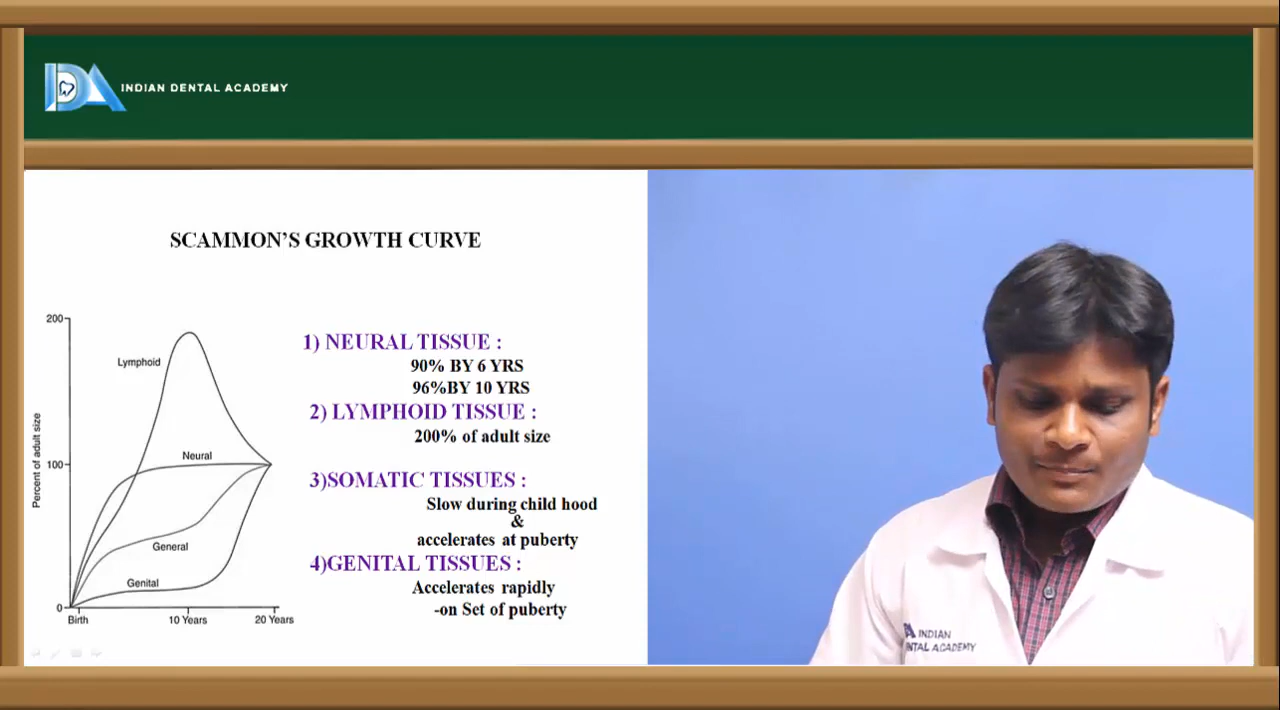 INDIAN DENTAL ACADEMY
SCAMMON'S GROWTH CURVE
200
Lymphoid
Neural
100
General
Genital
0
Birth
10 Years
20 Years
Percent of adult size
1) NEURAL TISSUE :
90% BY 6 YRS
96%BY 10 YRS
2) LYMPHOID TISSUE :
200% of adult size
3)SOMATIC TISSUES :
Slow during child hood
&
accelerates at puberty
4)GENITAL TISSUES :
Accelerates rapidly
-on Set of puberty
INDIAN
ACADEMY